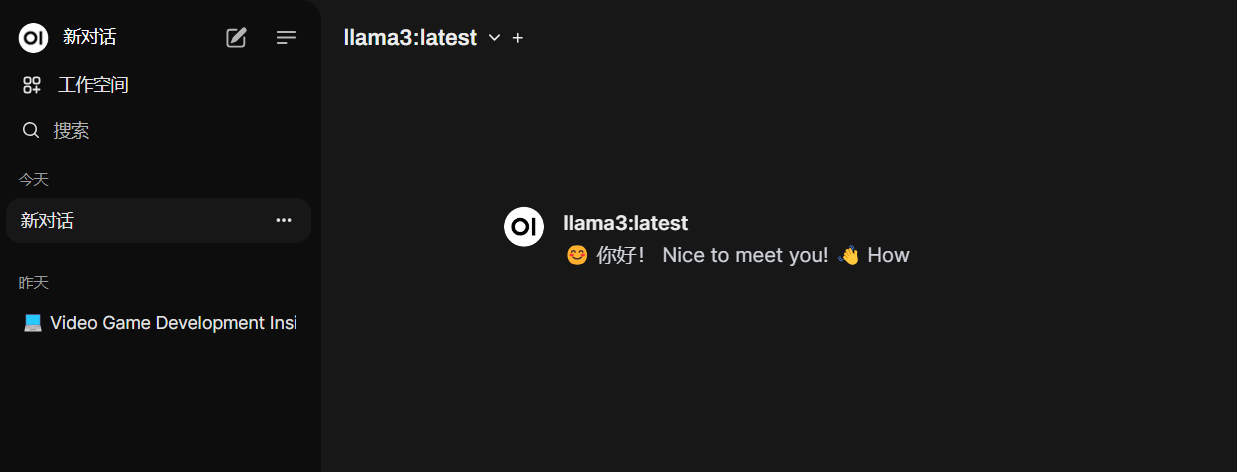 OI 新对话
工作空间
搜索
今天
新对话
昨天
💻 Video Game Development Insi
llama3:latest
OI llama3:latest
😊 你好！ Nice to meet you! 👋 How